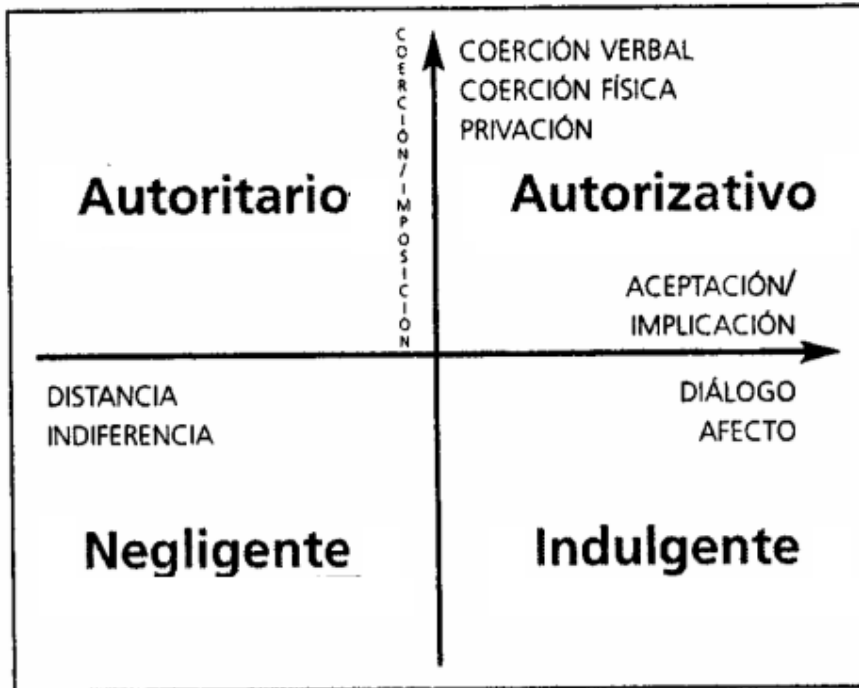 COERCIÓN/IMPOSICIÓN
COERCIÓN VERBAL
COERCIÓN FÍSICA
PRIVACIÓN
Autoritario
Autorizativo
ACEPTACIÓN/
IMPLICACIÓN
DISTANCIA
INDIFERENCIA
DIÁLOGO
AFECTO
Negligente
Indulgente